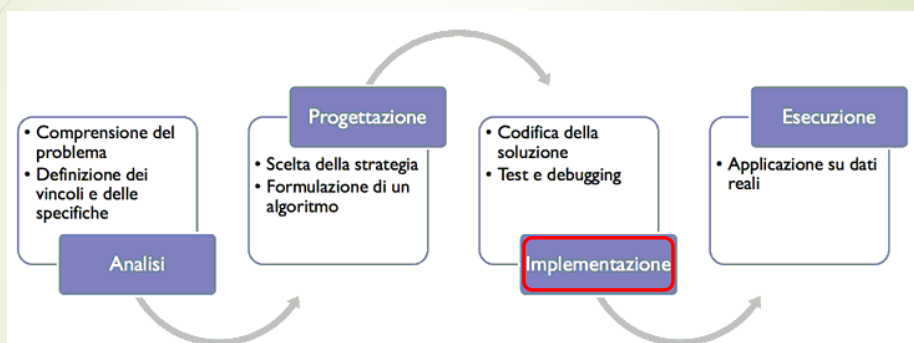 • Comprensione del
problema
• Definizione dei
vincoli e delle
specifiche
Analisi
Progettazione
• Scelta della strategia
• Formulazione di un
algoritmo
• Codifica della
soluzione
• Test e debugging
Implementazione
Esecuzione
• Applicazione su dati
reali